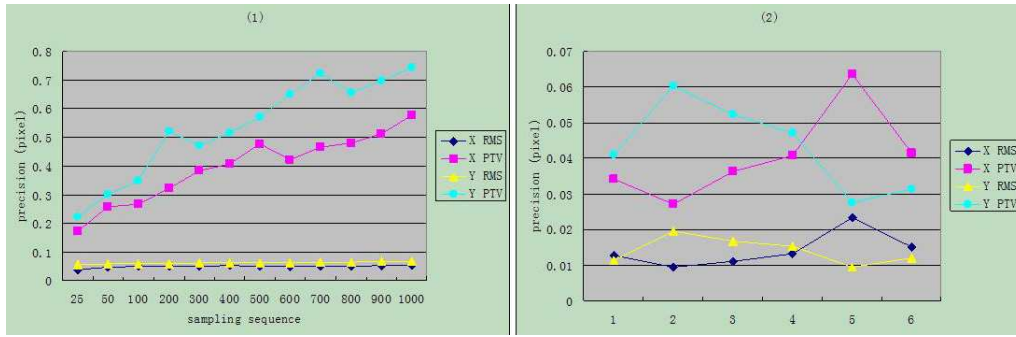 (1)
0.8
0.7
0.6
0.5
0.4
0.3
0.2
0.1
0
precision (pixel)
25 50 100 200 300 400 500 600 700 800 900 1000
sampling sequence
X RMS
X PTV
Y RMS
Y PTV
(2)
0.07
0.06
0.05
0.04
0.03
0.02
0.01
0
precision (pixel)
1 2 3 4 5 6
X RMS
X PTV
Y RMS
Y PTV